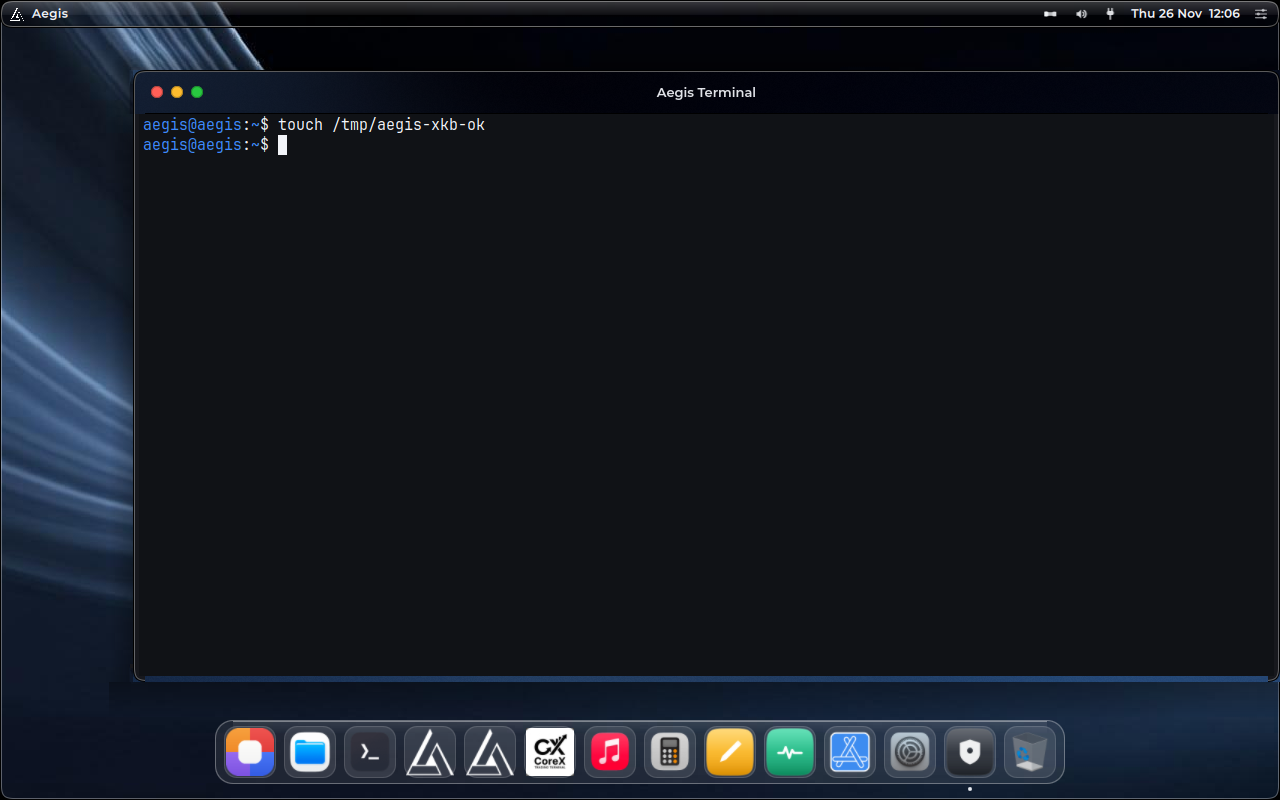 Aegis
Thu 26 Nov 12:06
Aegis Terminal
aegis@aegis:~$ touch /tmp/aegis-xkb-ok
aegis@aegis:~$
CX
CoreX